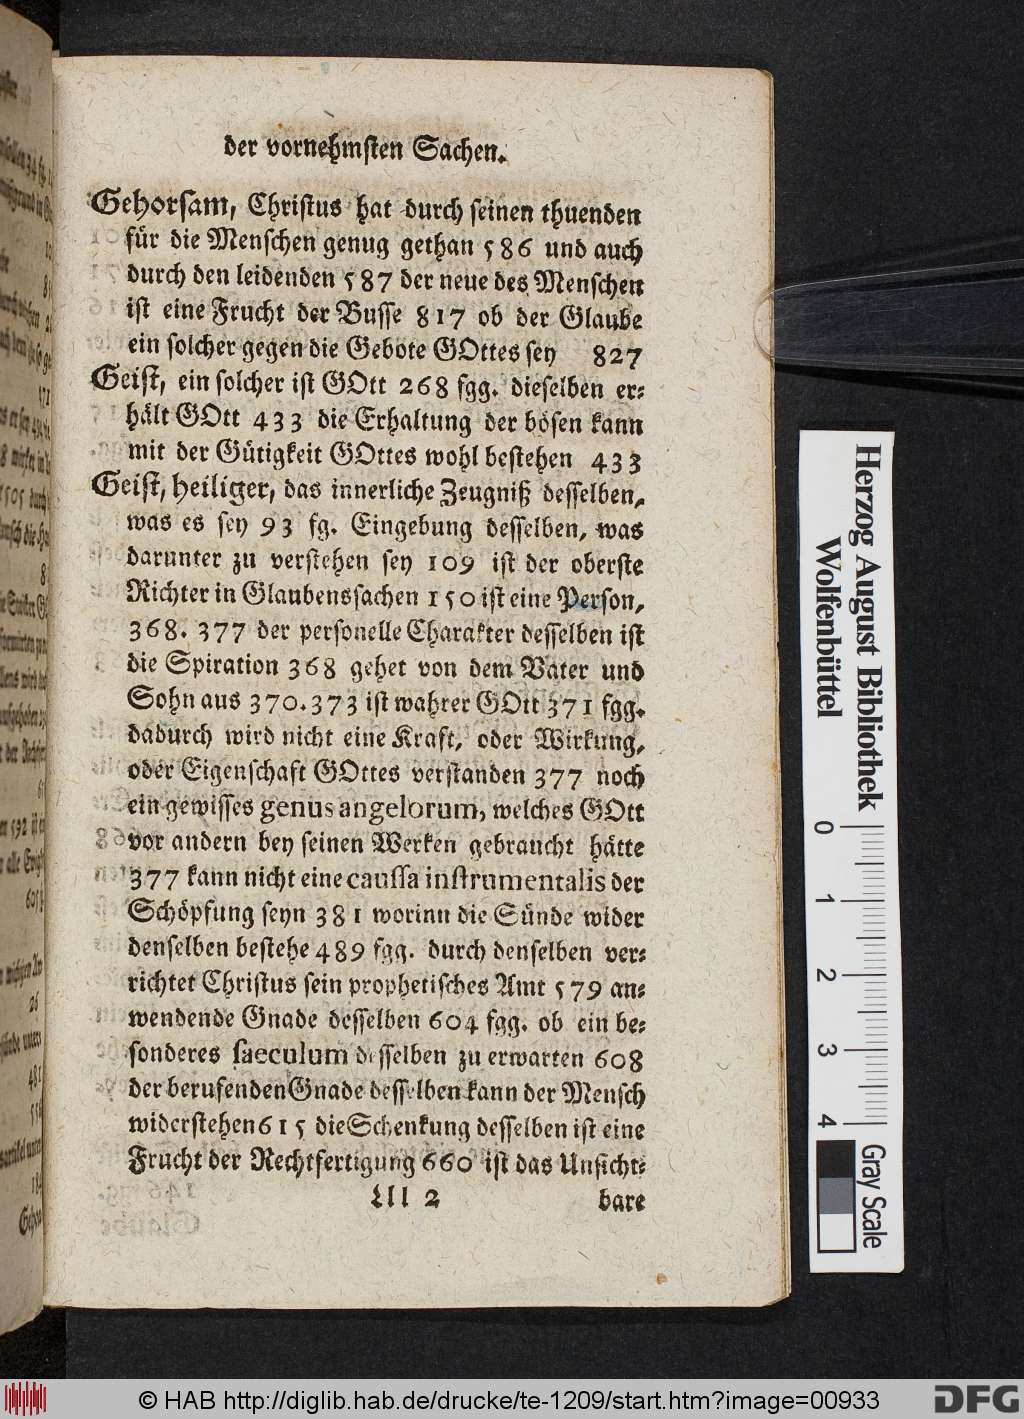 der vornehmsten Sachen.
Gehorsam, Christus hat durch seinen thuenden
für die Menschen genug gethan 586 und auch
durch den leidenden 587 der neue des Menschen
ist eine Frucht der Busse 817 ob der Glaube
ein solcher gegen die Gebote GOttes sey 827
Geist, ein solcher ist GOtt 268 fgg. dieselben er=
hält GOtt 433 die Erhaltung der bösen kann
mit der Gütigkeit GOttes wohl bestehen 433
Geist, heiliger, das innerliche Zeugniß desselben,
was es sey 93 fg. Eingebung desselben, was
darunter zu verstehen sey 109 ist der oberste
Richter in Glaubenssachen 150 ist eine Person,
368. 377 der personelle Charakter desselben ist
die Spiration 368 gehet von dem Vater und
Sohn aus 370. 373 ist wahrer GOtt 371 fgg.
dadurch wird nicht eine Kraft, oder Wirkung,
oder Eigenschaft GOttes verstanden 377 noch
ein gewisses genus angelorum, welches GOtt
vor andern bey seinen Werken gebraucht hätte
377 kann nicht eine caussa instrumentalis der
Schöpfung seyn 381 worinn die Sünde wider
denselben bestehe 489 fgg. durch denselben ver=
richtet Christus sein prophetisches Amt 579 an=
wendende Gnade desselben 604 fgg. ob ein be=
sonderes saeculum desselben zu erwarten 608
der berufenden Gnade desselben kann der Mensch
widerstehen 615 die Schenkung desselben ist eine
Frucht der Rechtfertigung 660 ist das Unsicht=
Lll 2 bare
Herzog August Bibliothek
Wolfenbüttel
0 1 2 3 4
Gray Scale
© HAB http://diglib.hab.de/drucke/te-1209/start.htm?image=00933
DFG